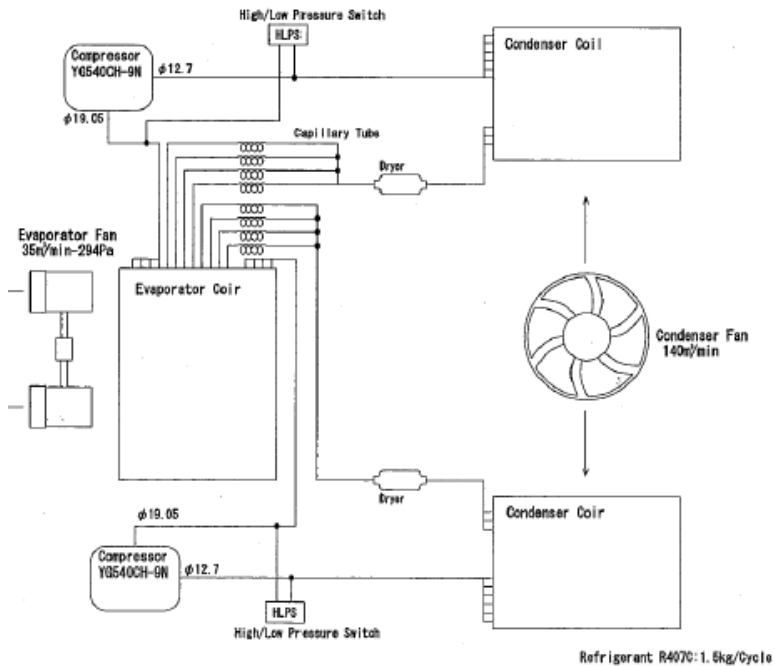 High/Low Pressure Switch
HLPS
Condenser Coil
Compressor
YG540CH-9N
φ12.7
φ19.05
Capillary Tube
Dryer
Evaporator Fan
35m³/min-294Pa
Evaporator Coir
Condenser Fan
140m³/min
Dryer
Condenser Coir
φ19.05
Compressor
YG540CH-9N
φ12.7
HLPS
High/Low Pressure Switch
Refrigerant R407C:1.5kg/Cycle